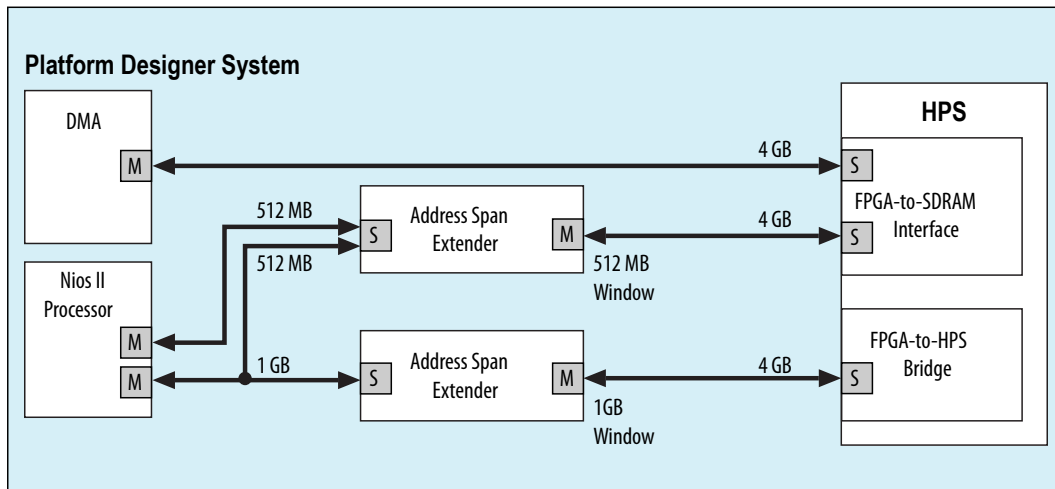 Platform Designer System
DMA
M
HPS
4 GB
S
FPGA-to-SDRAM
Interface
512 MB
S
512 MB
Address Span
Extender
M
4 GB
S
512 MB
Window
Nios II
Processor
M
M
1 GB
S
Address Span
Extender
M
4 GB
1GB
Window
FPGA-to-HPS
Bridge
S